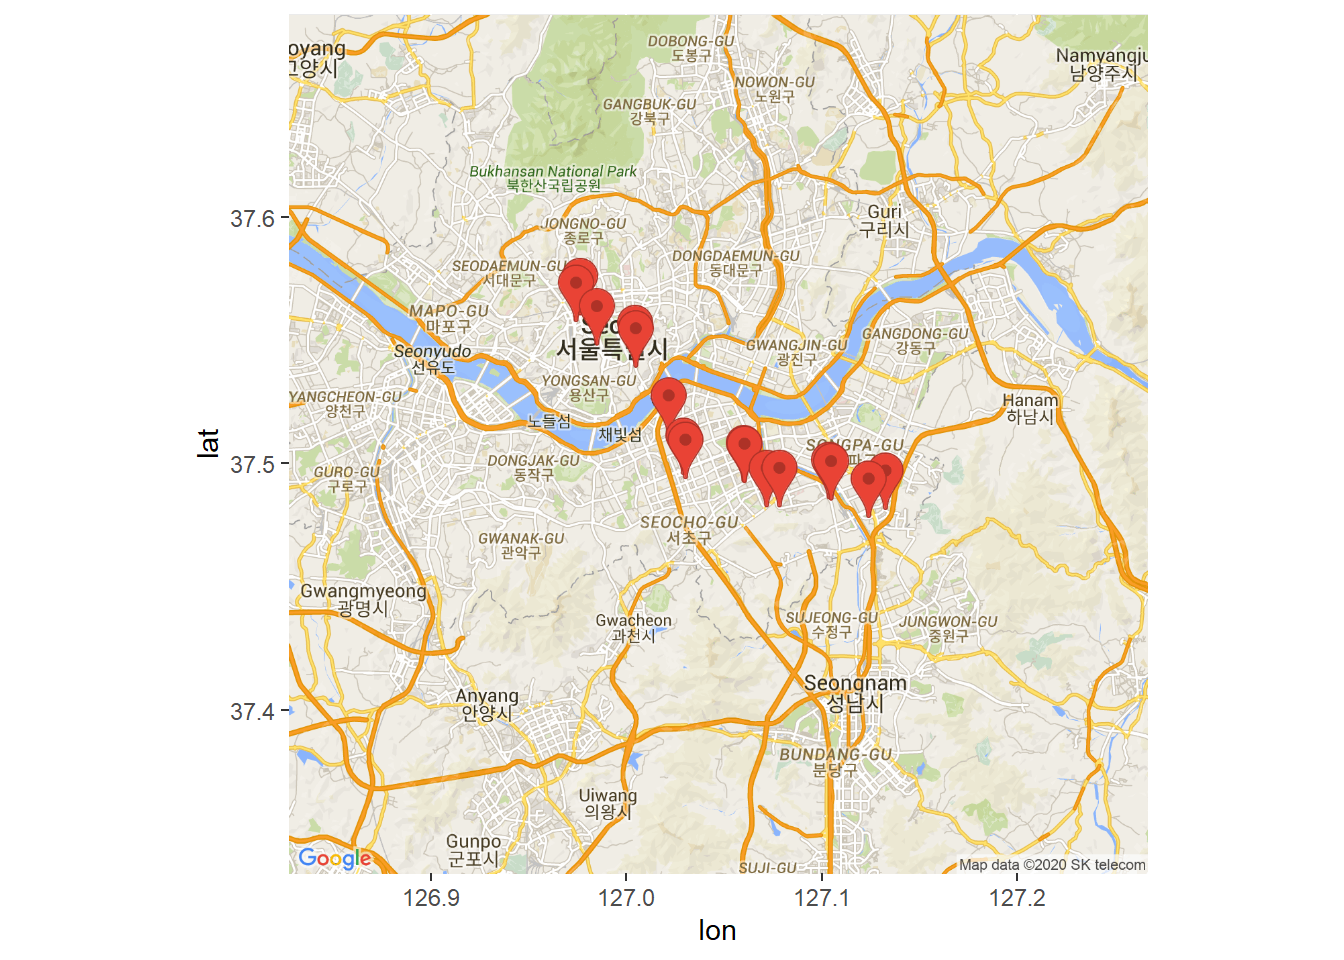 DOBONG-GU
도봉구
Namyangju
남양주시
NOWON-GU
노원구
GANGBUK-GU
강북구
oyang
고양시
Bukhansan National Park
북한산국립공원
Guri
구리시
JONGNO-GU
종로구
DONGDAEMUN-GU
동대문구
SEODAEMUN-GU
서대문구
MAPO-GU
마포구
서울특별시
GWANGJIN-GU
광진구
GANGDONG-GU
강동구
Seonyudo
선유도
YONGSAN-GU
용산구
YANGCHEON-GU
양천구
Hanam
하남시
노들섬
채빛섬
SONGPA-GU
DONGJAK-GU
동작구
GURO-GU
구로구
SEOCHO-GU
서초구
GWANAK-GU
관악구
Gwangmyeong
광명시
Gwacheon
과천시
SUJEONG-GU
수정구
JUNGWON-GU
중원구
Seongnam
성남시
Anyang
안양시
BUNDANG-GU
분당구
Uiwang
의왕시
Gunpo
군포시
SUJI-GU
Google
Map data ©2020 SK telecom
37.6
37.5
37.4
lat
126.9
127.0
127.1
127.2
lon